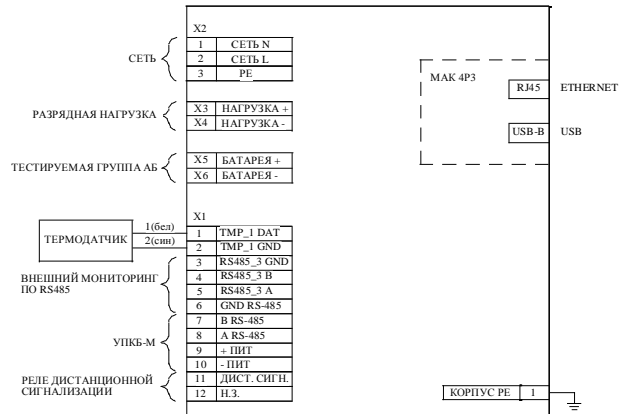 X2
СЕТЬ
1 СЕТЬ N
2 СЕТЬ L
3 PE
РАЗРЯДНАЯ НАГРУЗКА
X3 НАГРУЗКА +
X4 НАГРУЗКА -
ТЕСТИРУЕМАЯ ГРУППА АБ
X5 БАТАРЕЯ +
X6 БАТАРЕЯ -
МАК 4Р3
RJ45 ETHERNET
USB-B USB
X1
ТЕРМОДАТЧИК
1(бел) 1 TMP_1 DAT
2(син) 2 TMP_1 GND
ВНЕШНИЙ МОНИТОРИНГ
ПО RS485
3 RS485_3 GND
4 RS485_3 B
5 RS485_3 A
6 GND RS-485
УПКБ-М
7 B RS-485
8 A RS-485
9 + ПИТ
10 - ПИТ
РЕЛЕ ДИСТАНЦИОННОЙ
СИГНАЛИЗАЦИИ
11 ДИСТ. СИГН.
12 Н.З.
КОРПУС PE 1